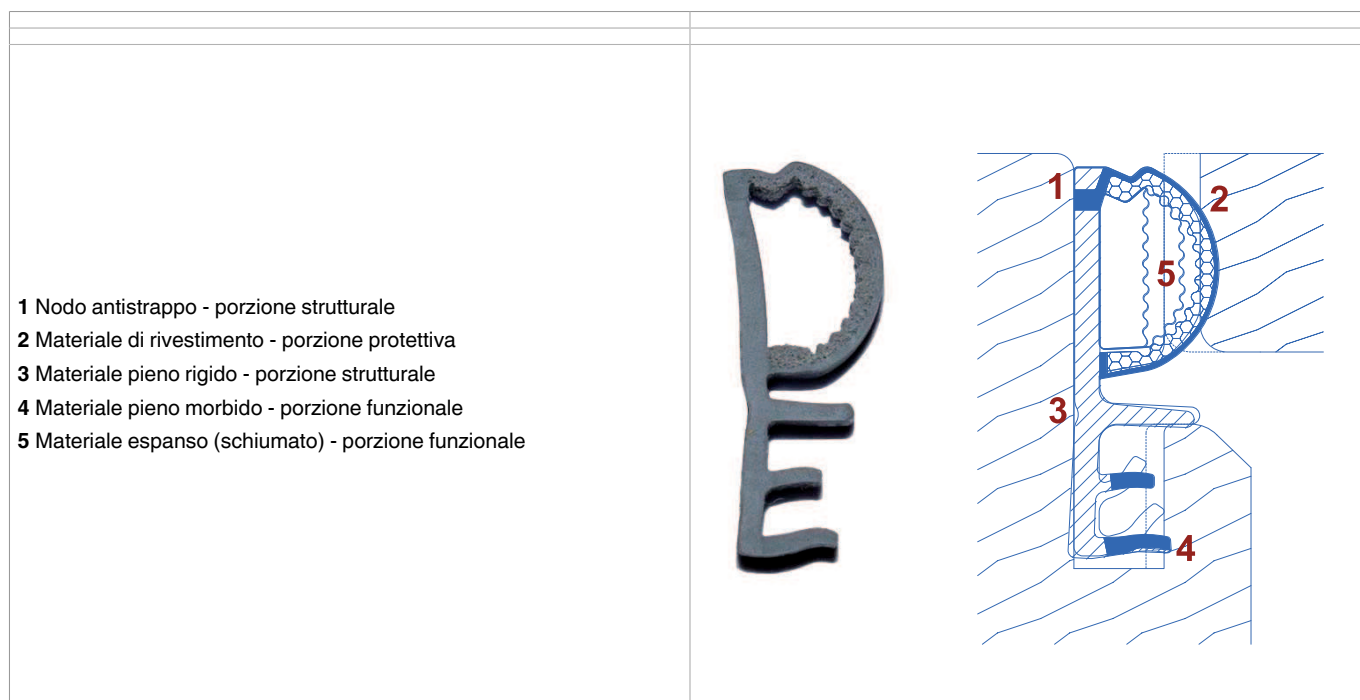 1 Nodo antistrappo - porzione strutturale
2 Materiale di rivestimento - porzione protettiva
3 Materiale pieno rigido - porzione strutturale
4 Materiale pieno morbido - porzione funzionale
5 Materiale espanso (schiumato) - porzione funzionale
1
2
5
3
4